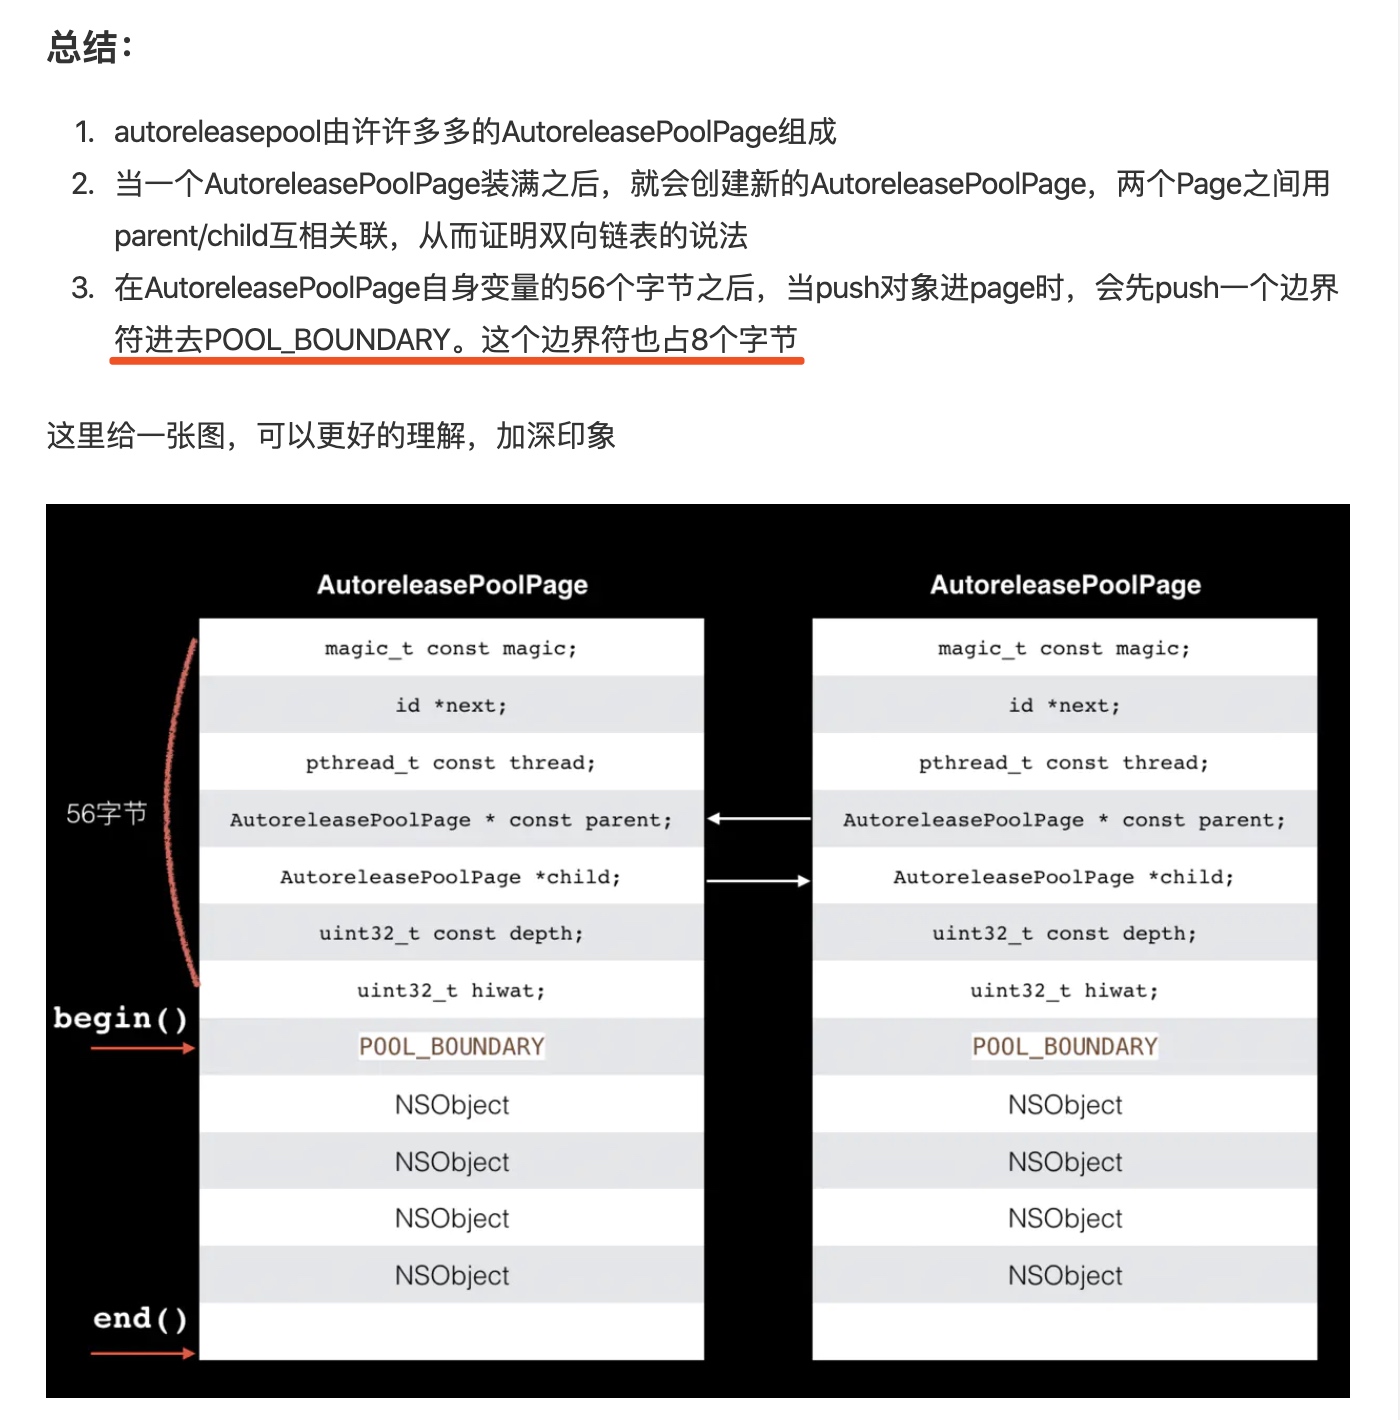 总结：
1. autoreleasepool由许许多多的AutoreleasePoolPage组成
2. 当一个AutoreleasePoolPage装满之后，就会创建新的AutoreleasePoolPage，两个Page之间用
parent/child互相关联，从而证明双向链表的说法
3. 在AutoreleasePoolPage自身变量的56个字节之后，当push对象进page时，会先push一个边界
符进去POOL_BOUNDARY。这个边界符也占8个字节
这里给一张图，可以更好的理解，加深印象
AutoreleasePoolPage
magic_t const magic;
id *next;
pthread_t const thread;
AutoreleasePoolPage * const parent;
AutoreleasePoolPage *child;
uint32_t const depth;
uint32_t hiwat;
POOL_BOUNDARY
NSObject
NSObject
NSObject
NSObject
56字节
begin()
end()
AutoreleasePoolPage
magic_t const magic;
id *next;
pthread_t const thread;
AutoreleasePoolPage * const parent;
AutoreleasePoolPage *child;
uint32_t const depth;
uint32_t hiwat;
POOL_BOUNDARY
NSObject
NSObject
NSObject
NSObject